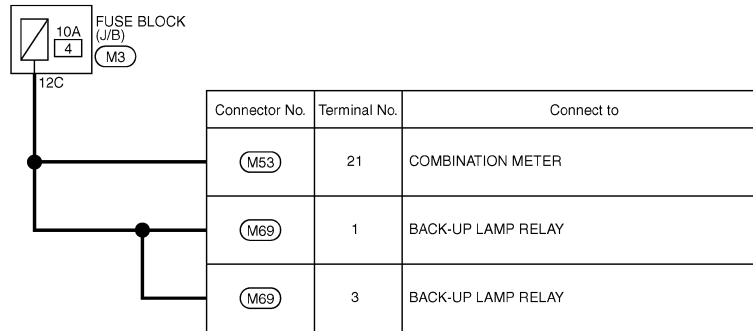 FUSE BLOCK
(J/B)
10A
4
M3
12C
Connector No. Terminal No. Connect to
M53 21 COMBINATION METER
M69 1 BACK-UP LAMP RELAY
M69 3 BACK-UP LAMP RELAY